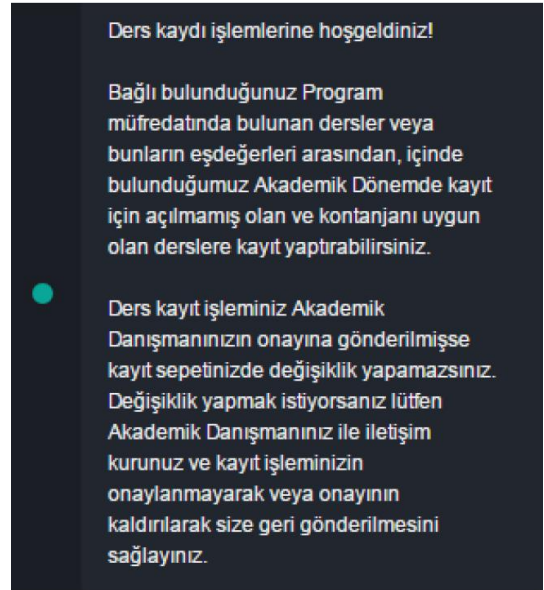 Ders kaydı işlemlerine hoşgeldiniz!
Bağlı bulunduğunuz Program
müfredatında bulunan dersler veya
bunların eşdeğerleri arasından, içinde
bulunduğumuz Akademik Dönemde kayıt
için açılmamış olan ve kontanjanı uygun
olan derslere kayıt yaptırabilirsiniz.
Ders kayıt işleminiz Akademik
Danışmanınızın onayına gönderilmişse
kayıt sepetinizde değişiklik yapamazsınız.
Değişiklik yapmak istiyorsanız lütfen
Akademik Danışmanınız ile iletişim
kurunuz ve kayıt işleminizin
onaylanmayarak veya onayının
kaldırılarak size geri gönderilmesini
sağlayınız.